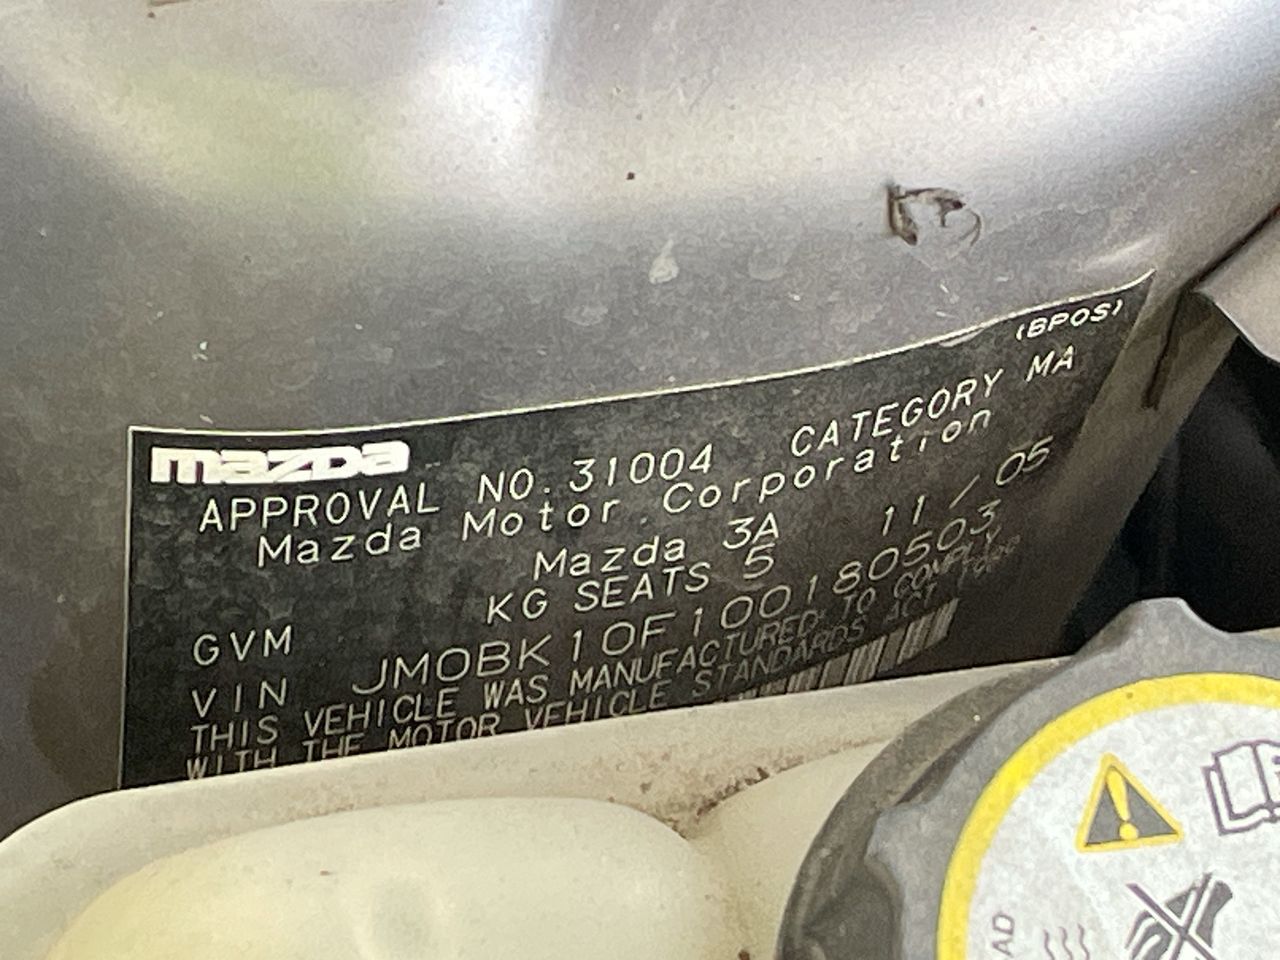 (BPOS)
mazda
APPROVAL NO. 31004 CATEGORY MA
Mazda Motor Corporation
Mazda 3A 11/05
GVM KG SEATS 5
VIN JM0BK10F100180503
THIS VEHICLE WAS MANUFACTURED TO COMPLY
WITH THE MOTOR VEHICLE STANDARDS ACT
AD